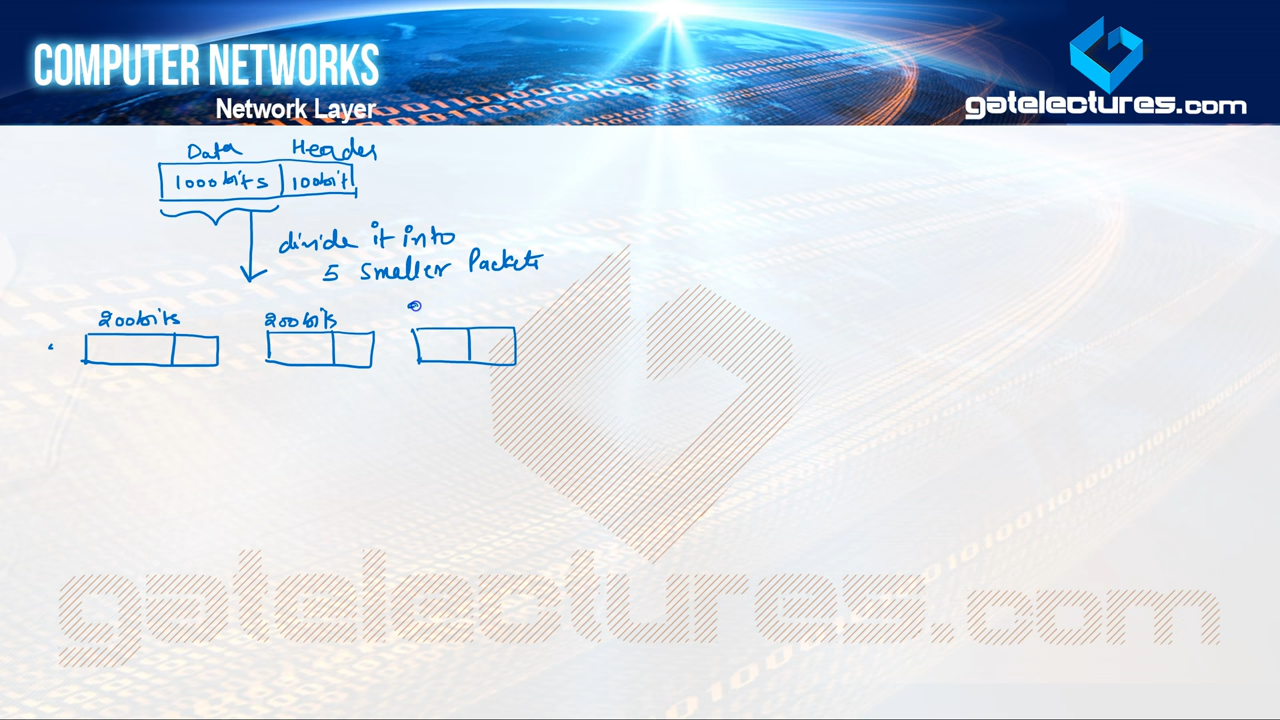 COMPUTER NETWORKS
Network Layer
gatelectures.com
Data Header
1000 bits 100 bit
divide it into
5 smaller Packets
200 bits 200 bits
gatelectures.com